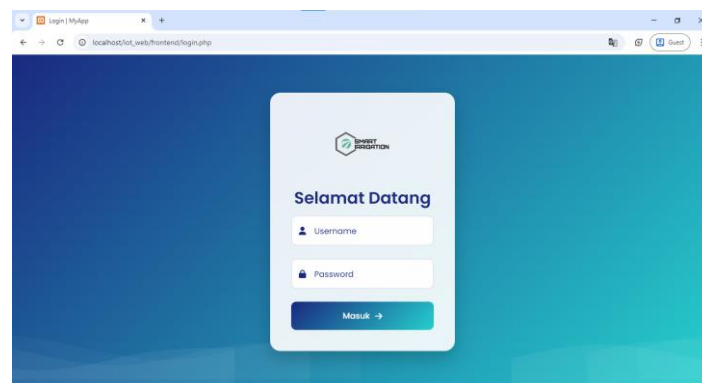 Login | MyApp
localhost/iot_web/frontend/login.php
Guest
SMART
IRRIGATION
Selamat Datang
Username
Password
Masuk →